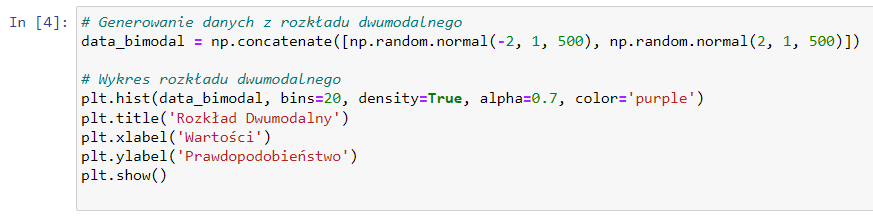 In [4]: # Generowanie danych z rozkładu dwumodalnego
data_bimodal = np.concatenate([np.random.normal(-2, 1, 500), np.random.normal(2, 1, 500)])
# Wykres rozkładu dwumodalnego
plt.hist(data_bimodal, bins=20, density=True, alpha=0.7, color='purple')
plt.title('Rozkład Dwumodalny')
plt.xlabel('Wartości')
plt.ylabel('Prawdopodobieństwo')
plt.show()